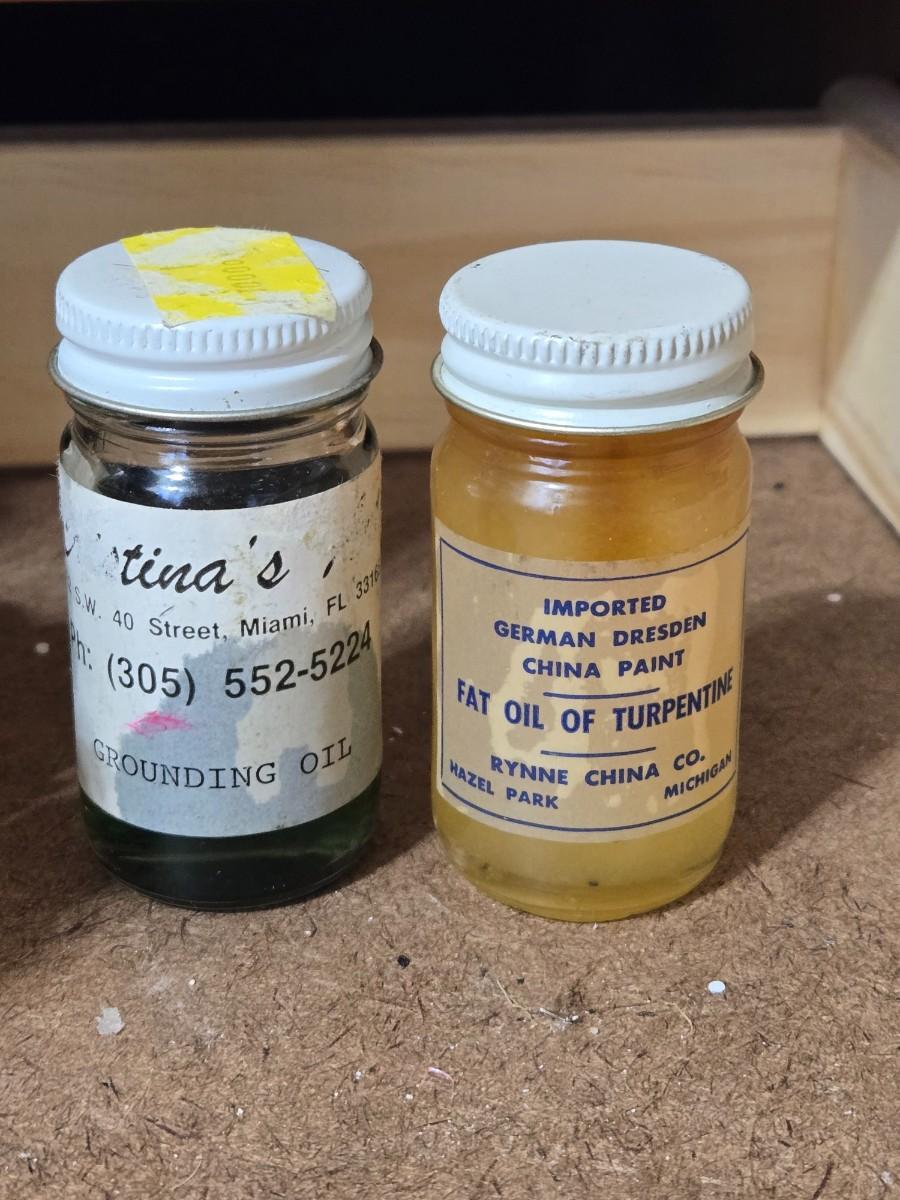 tina's
S.W. 40 Street, Miami, FL 3316
Ph: (305) 552-5224
GROUNDING OIL
IMPORTED
GERMAN DRESDEN
CHINA PAINT
FAT OIL OF TURPENTINE
RYNNE CHINA CO.
HAZEL PARK MICHIGAN